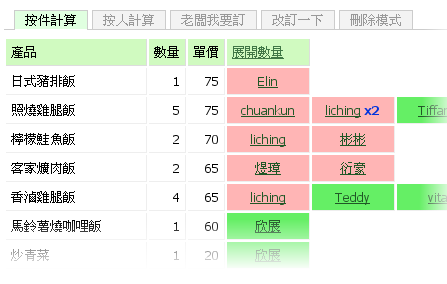 按件計算 按人計算 老闆我要訂 改訂一下 刪除模式
產品 數量 單價 展開數量
日式豬排飯 1 75 Elin
照燒雞腿飯 5 75 chuankun liching x2 Tiffan
檸檬鮭魚飯 2 70 liching 彬彬
客家爌肉飯 2 65 煜璋 衍豪
香滷雞腿飯 4 65 liching Teddy vita
馬鈴薯燒咖哩飯 1 60 欣展
炒青菜 1 20 欣展